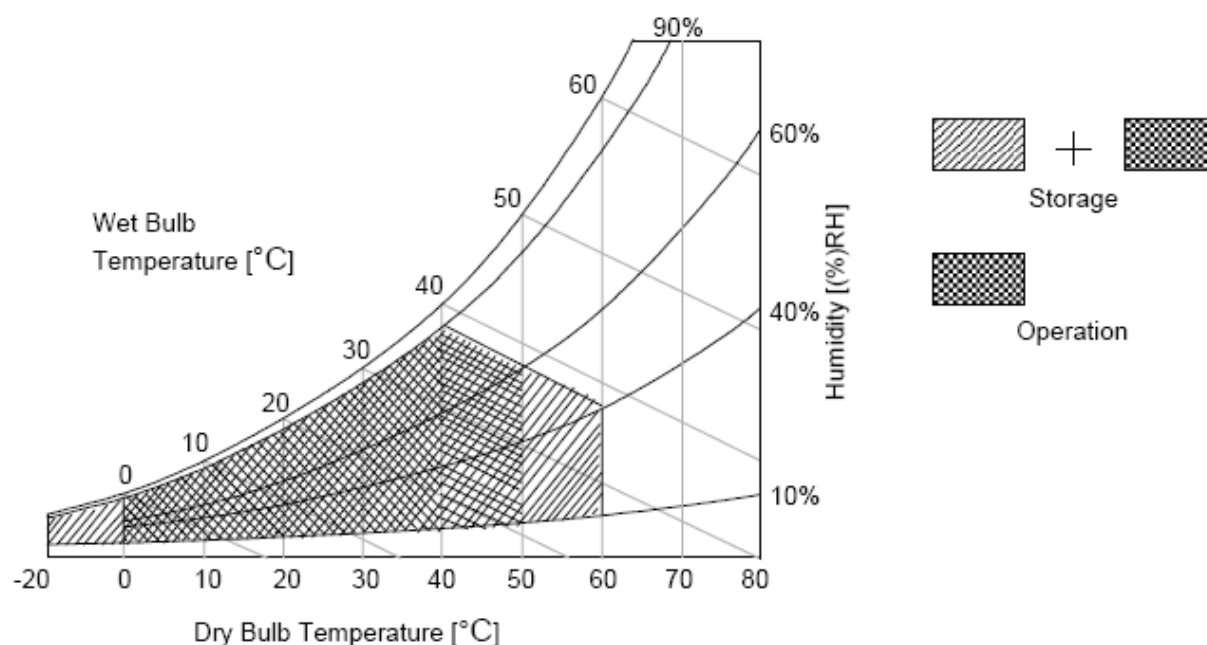 90%
60
60%
50
Wet Bulb
Temperature [°C]
40
30
20
10
0
40%
10%
Humidity [(%)RH]
-20 0 10 20 30 40 50 60 70 80
Dry Bulb Temperature [°C]
+
Storage
Operation